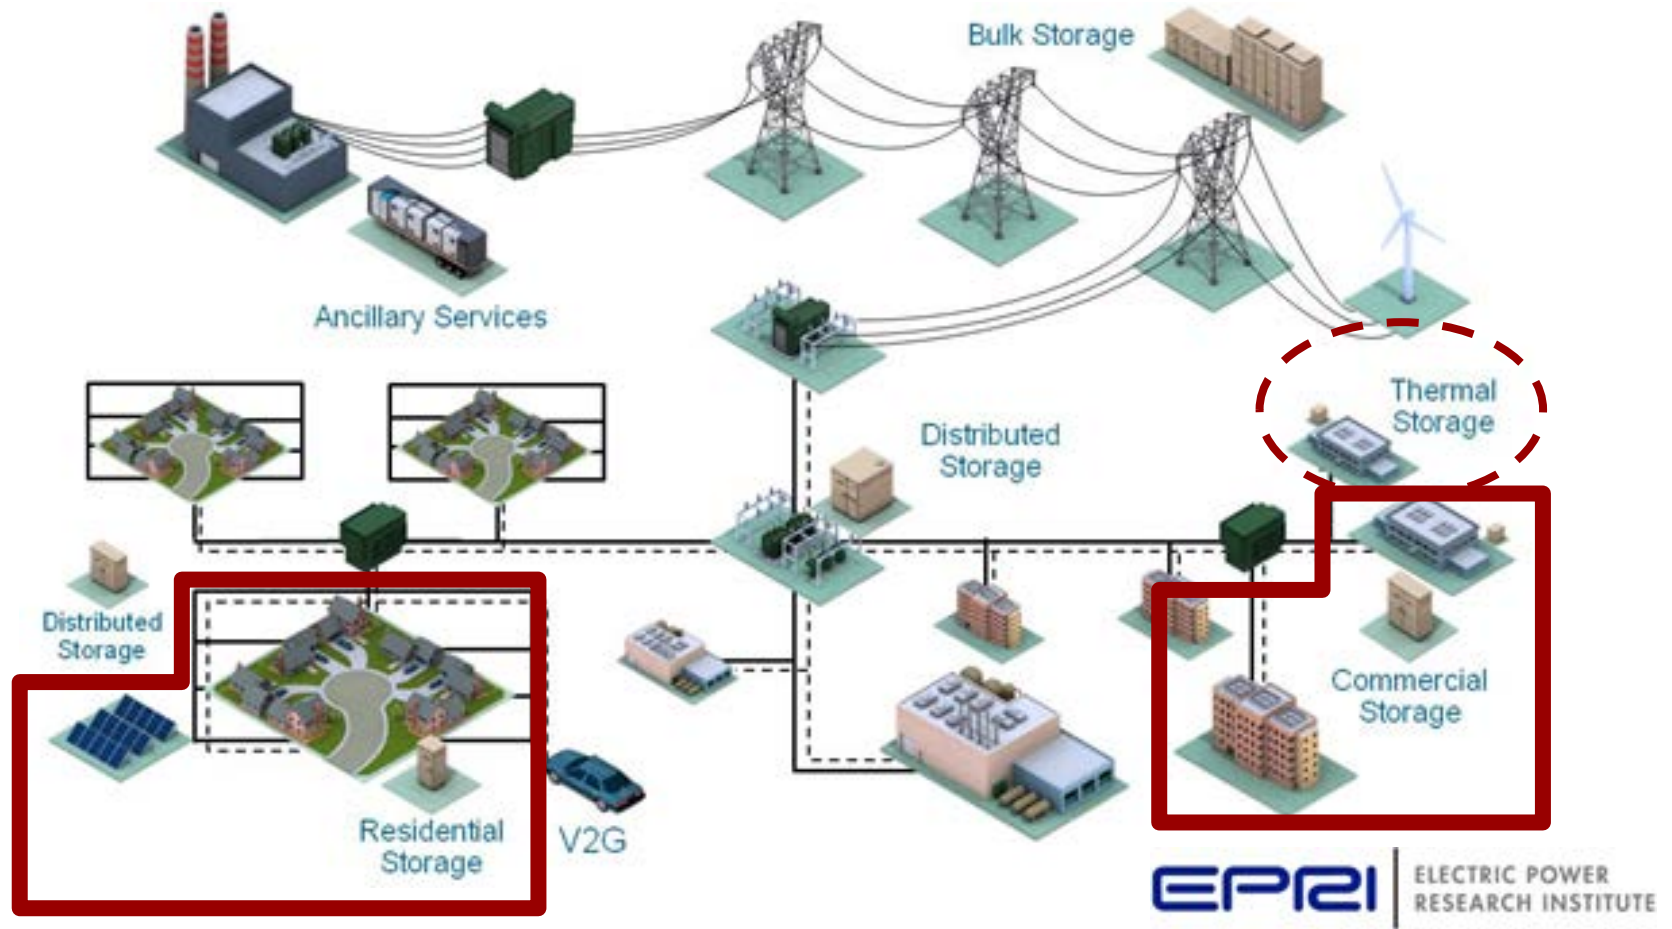 Bulk Storage
Ancillary Services
Thermal
Storage
Distributed
Storage
Distributed
Storage
Commercial
Storage
Residential
Storage
V2G
EPRI
ELECTRIC POWER
RESEARCH INSTITUTE